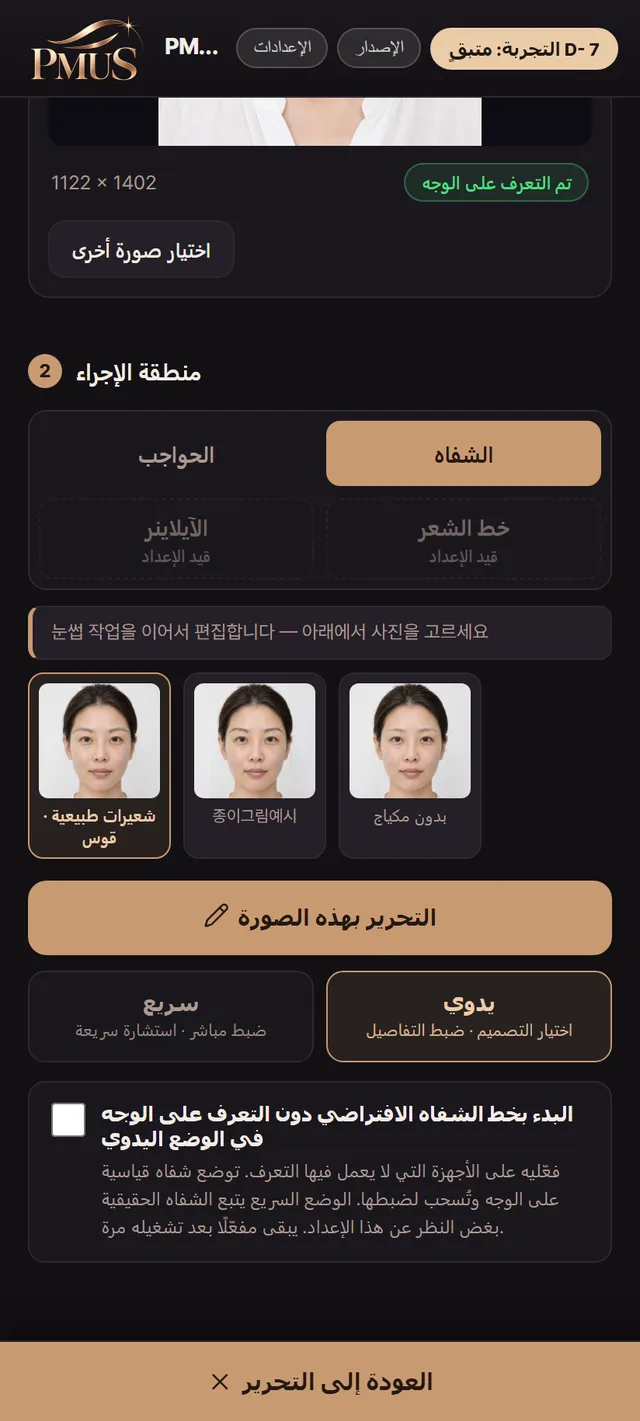 PMUS
PM...
الإعدادات
الإصدار
التجربة: متبقٍ D- 7
1122 × 1402
تم التعرف على الوجه
اختيار صورة أخرى
2 منطقة الإجراء
الشفاه
الحواجب
خط الشعر
قيد الإعداد
الآيلاينر
قيد الإعداد
눈썹 작업을 이어서 편집합니다 — 아래에서 사진을 고르세요
شعيرات طبيعية ·
قوس
종이그림예시
بدون مكياج
التحرير بهذه الصورة
يدوي
اختيار التصميم · ضبط التفاصيل
سريع
ضبط مباشر · استشارة سريعة
البدء بخط الشفاه الافتراضي دون التعرف على الوجه
في الوضع اليدوي
فعّليه على الأجهزة التي لا يعمل فيها التعرف. توضع شفاه قياسية
على الوجه وتُسحب لضبطها. الوضع السريع يتبع الشفاه الحقيقية
بغض النظر عن هذا الإعداد. يبقى مفعّلًا بعد تشغيله مرة.
العودة إلى التحرير ×